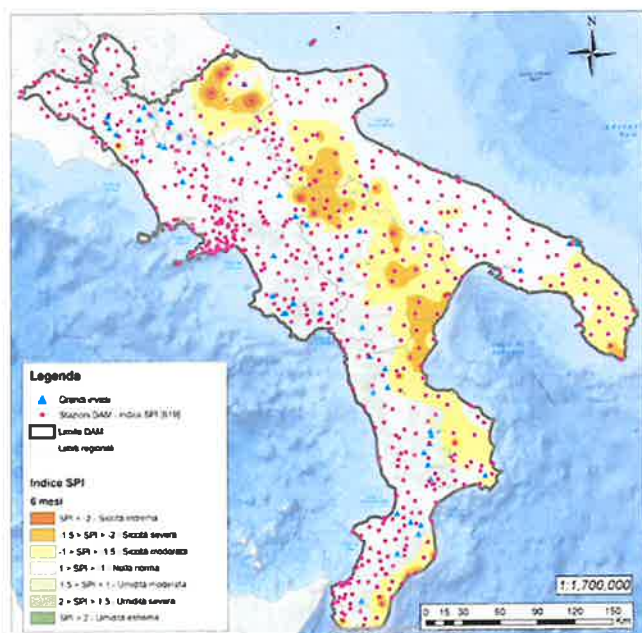 N
Legenda
Grandi invasi
Stazioni DAM - Indice SPI [619]
Limite DAM
Limiti regionali
Indice SPI
6 mesi
SPI < -2 - Siccità estrema
-1.5 > SPI > -2 - Siccità severa
-1 > SPI > -1.5 - Siccità moderata
1 > SPI > -1 - Nella norma
1.5 > SPI > 1 - Umidità moderata
2 > SPI > 1.5 - Umidità severa
SPI > 2 - Umidità estrema
1:1,700,000
0 15 30 60 90 120 150
Km